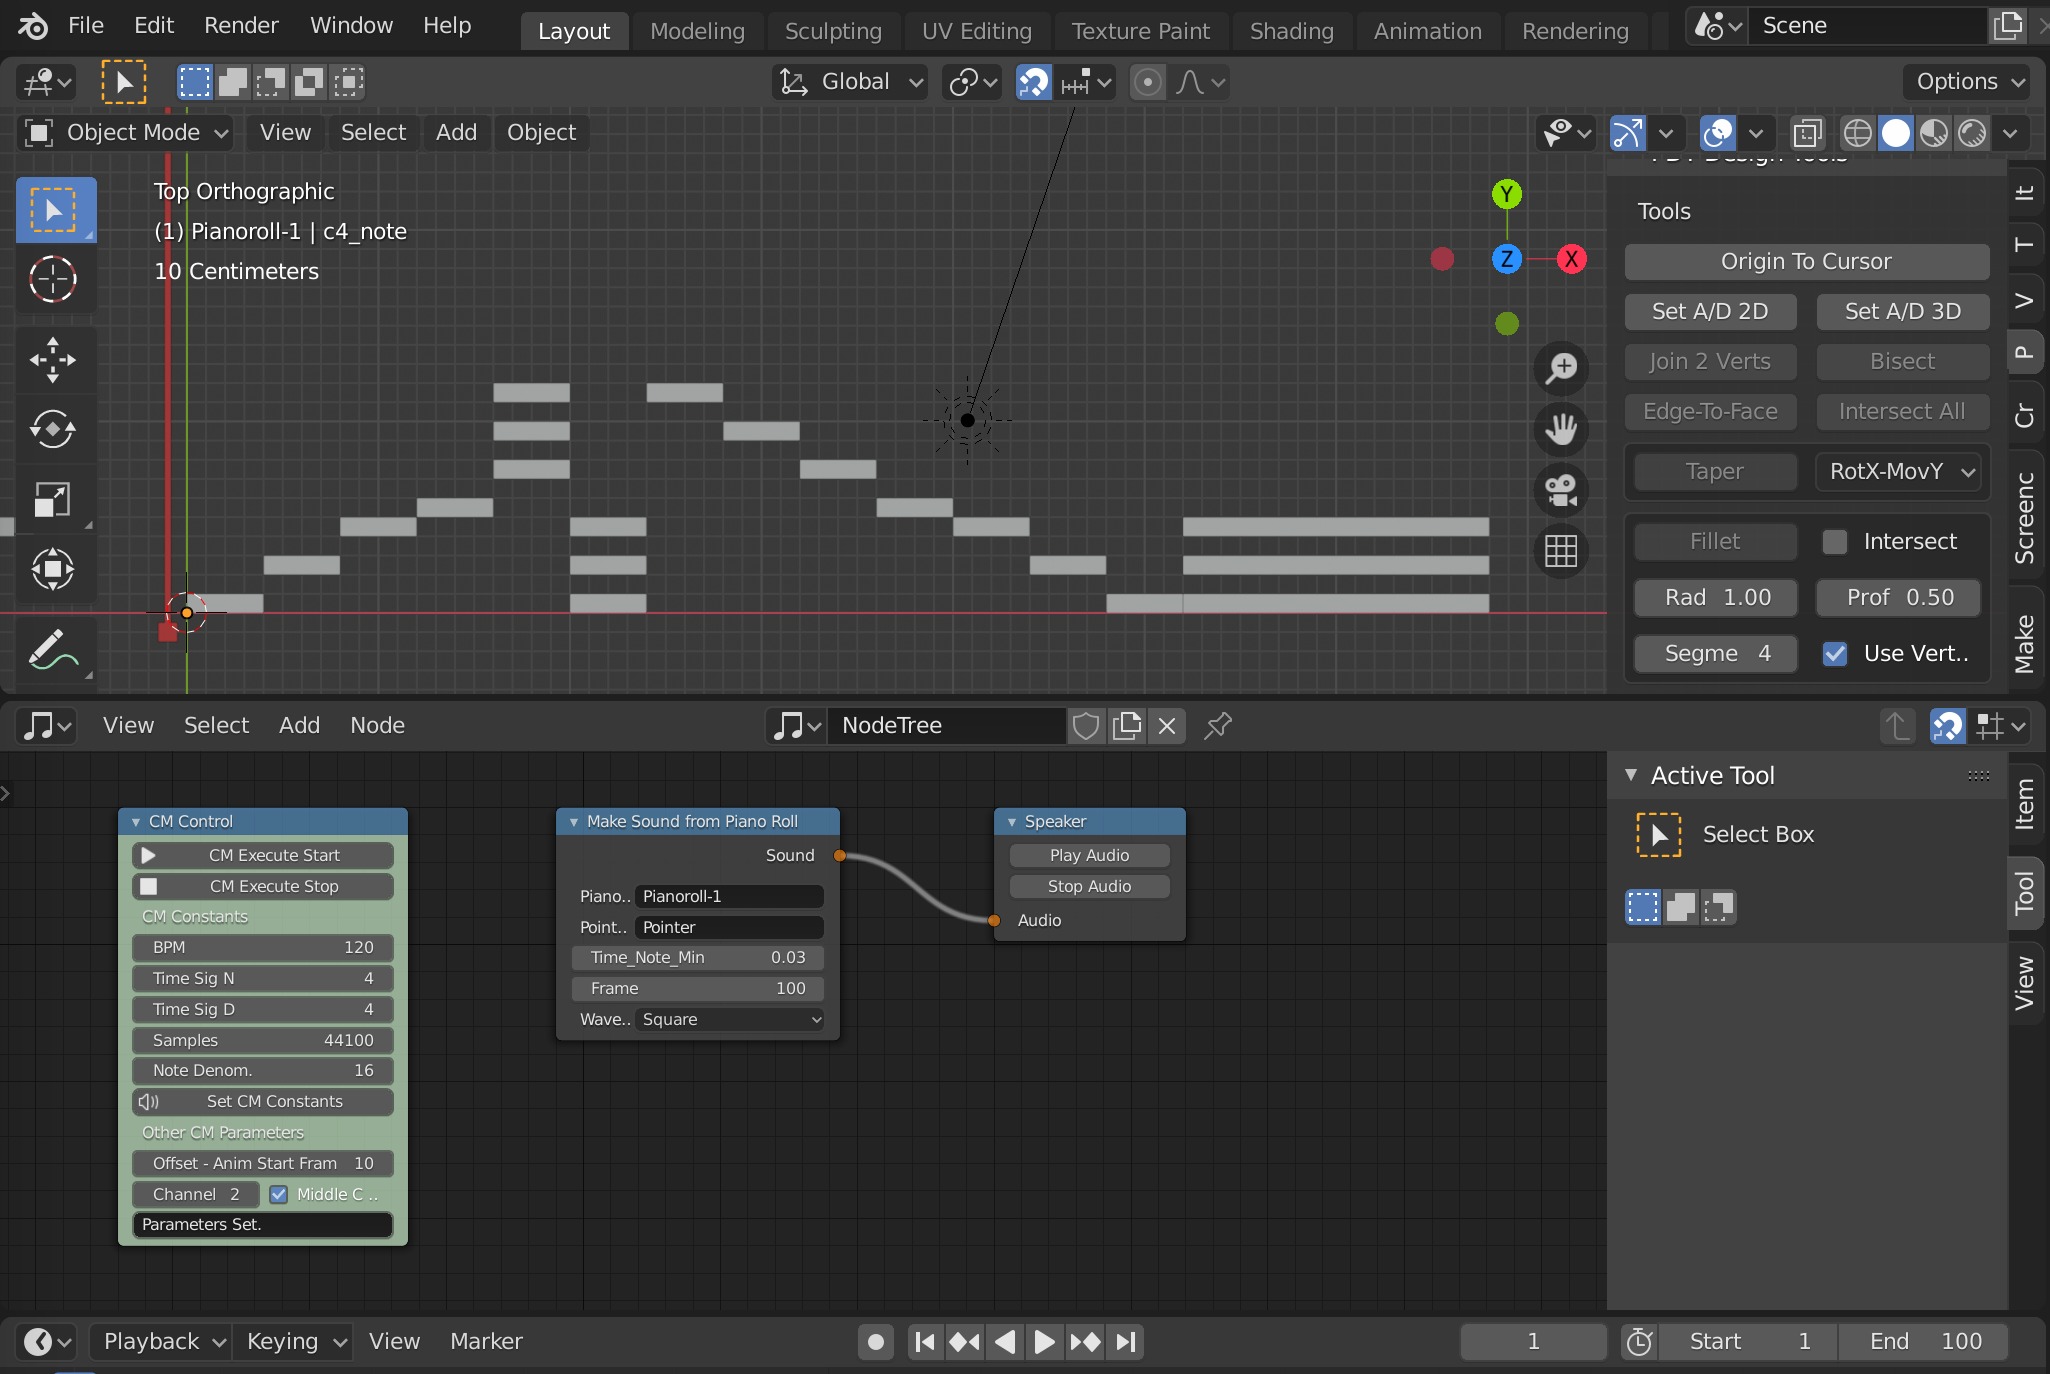 File Edit Render Window Help Layout Modeling Sculpting UV Editing Texture Paint Shading Animation Rendering Scene
Global Options
Object Mode View Select Add Object
Top Orthographic
(1) Pianoroll-1 | c4_note
10 Centimeters
Y
Z
X
Tools
Origin To Cursor
Set A/D 2D Set A/D 3D
Join 2 Verts Bisect
Edge-To-Face Intersect All
Taper RotX-MovY
Fillet Intersect
Rad 1.00 Prof 0.50
Segme 4 Use Vert..
It
T
V
P
Cr
Screenc
Make
View Select Add Node NodeTree
CM Control
CM Execute Start
CM Execute Stop
CM Constants
BPM 120
Time Sig N 4
Time Sig D 4
Samples 44100
Note Denom. 16
Set CM Constants
Other CM Parameters
Offset - Anim Start Fram 10
Channel 2 Middle C ..
Parameters Set.
Make Sound from Piano Roll
Sound
Piano.. Pianoroll-1
Point.. Pointer
Time_Note_Min 0.03
Frame 100
Wave.. Square
Speaker
Play Audio
Stop Audio
Audio
Active Tool
Select Box
Item
Tool
View
Playback Keying View Marker 1 Start 1 End 100